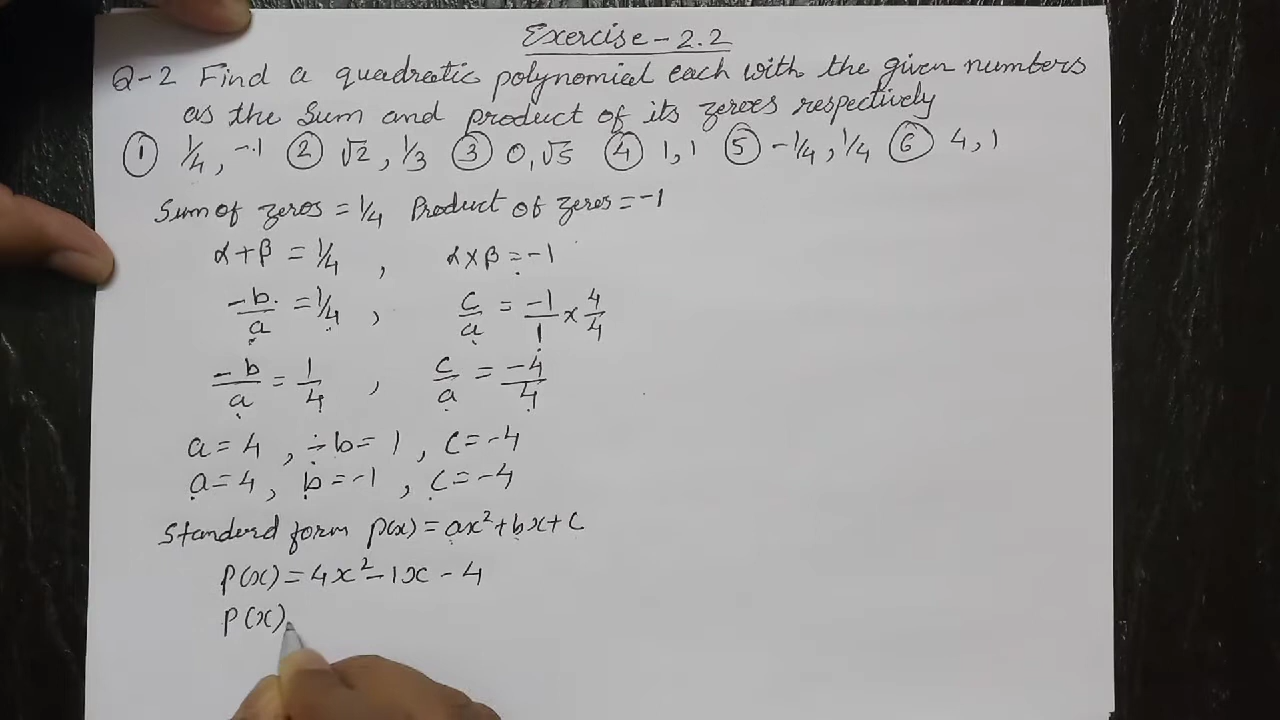 Exercise - 2.2
Q-2 Find a quadratic polynomial each with the given numbers
as the sum and product of its zeroes respectively
① 1/4, -1 ② √2, 1/3 ③ 0, √5 ④ 1, 1 ⑤ -1/4, 1/4 ⑥ 4, 1
Sum of zeros = 1/4 Product of zeros = -1
α+β = 1/4 , α×β = -1
-b/a = 1/4 , c/a = -1/1 × 4/4
-b/a = 1/4 , c/a = -4/4
a = 4 , -b = 1 , c = -4
a = 4 , b = -1 , c = -4
Standerd form p(x) = ax²+bx+c
P(x) = 4x² - 1x - 4
P(x)